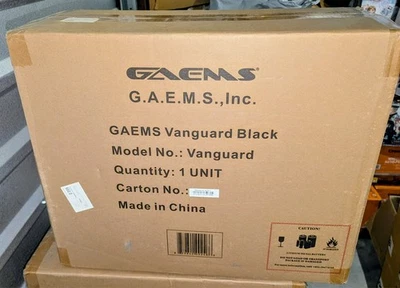 GAEMS
G.A.E.M.S.,Inc.
GAEMS Vanguard Black
Model No.: Vanguard
Quantity: 1 UNIT
Carton No.:
Made in China
CAUTION!